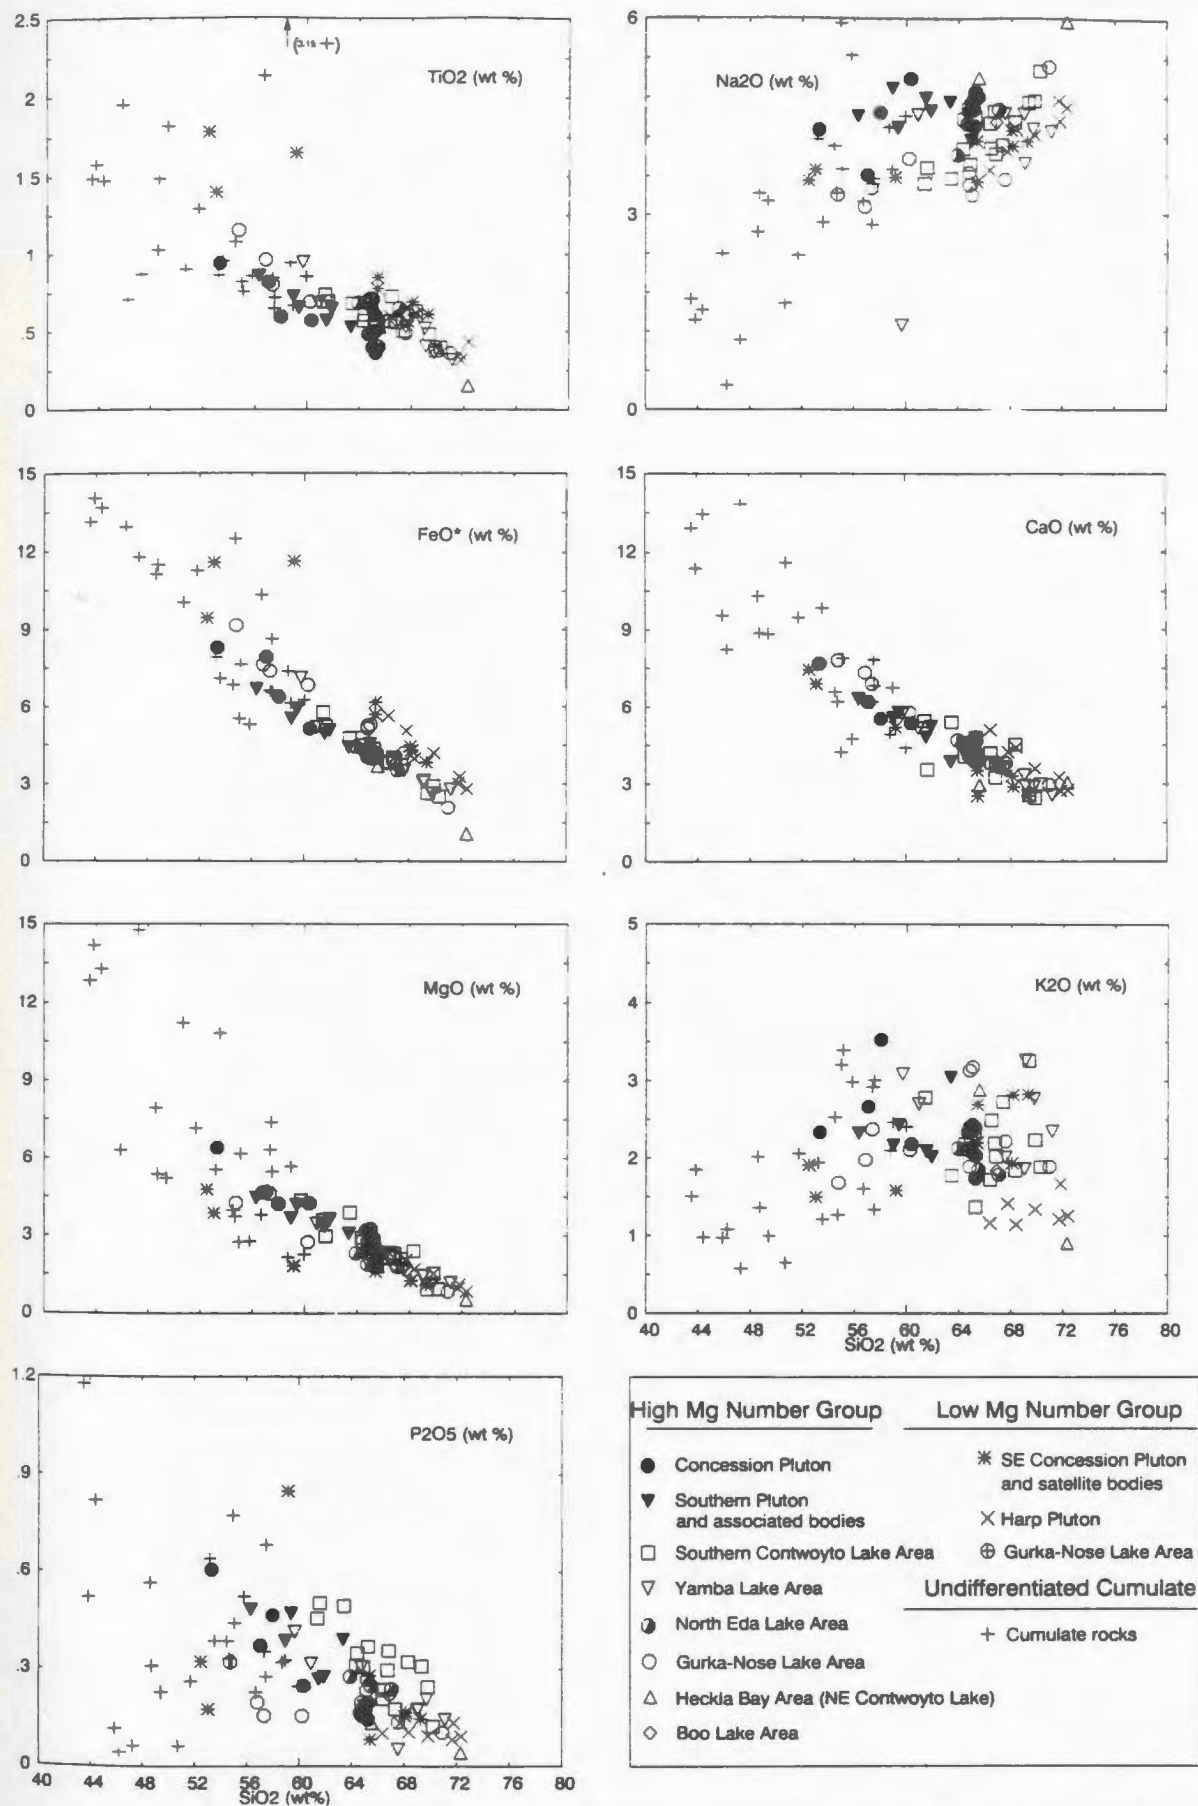 2.5
2
1.5
1
.5
0
(3.15 +)
TiO2 (wt %)
6
3
0
Na2O (wt %)
15
12
9
6
3
0
FeO* (wt %)
15
12
9
6
3
0
CaO (wt %)
15
12
9
6
3
0
MgO (wt %)
5
4
3
2
1
0
K2O (wt %)
40 44 48 52 56 60 64 68 72 76 80
SiO2 (wt %)
1.2
.9
.6
.3
0
P2O5 (wt %)
40 44 48 52 56 60 64 68 72 76 80
SiO2 (wt%)
High Mg Number Group
Concession Pluton
Southern Pluton
and associated bodies
Southern Contwoyto Lake Area
Yamba Lake Area
North Eda Lake Area
Gurka-Nose Lake Area
Heckla Bay Area (NE Contwoyto Lake)
Boo Lake Area
Low Mg Number Group
SE Concession Pluton
and satellite bodies
Harp Pluton
Gurka-Nose Lake Area
Undifferentiated Cumulate
Cumulate rocks